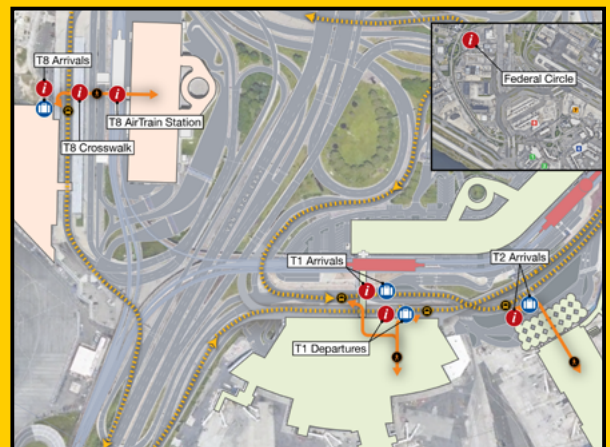 T8 Arrivals
Federal Circle
T8 AirTrain Station
T8 Crosswalk
T1 Arrivals
T2 Arrivals
T1 Departures